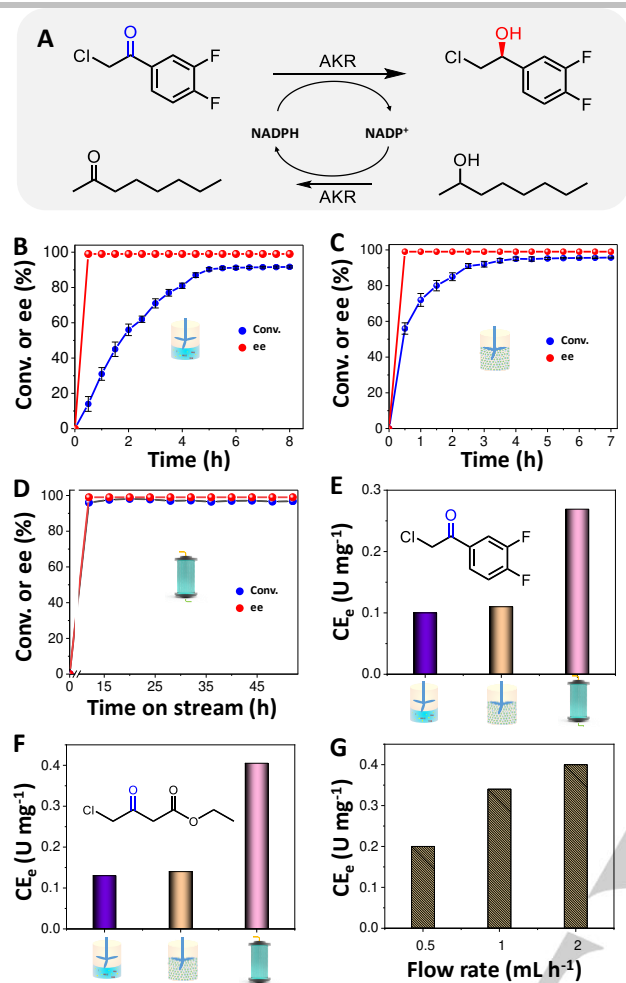 A
O
Cl
F
F
AKR
OH
Cl
F
F
NADPH
NADP⁺
O
AKR
OH
B
Conv. or ee (%)
100
80
60
40
20
0
Conv.
ee
0 2 4 6 8
Time (h)
C
Conv. or ee (%)
100
80
60
40
20
0
Conv.
ee
0 1 2 3 4 5 6 7
Time (h)
D
Conv. or ee (%)
100
80
60
40
20
0
Conv.
ee
0 15 25 35 45
Time on stream (h)
E
CEe (U mg⁻¹)
0.3
0.2
0.1
0.0
O
Cl
F
F
F
CEe (U mg⁻¹)
0.4
0.3
0.2
0.1
0.0
Cl
O
O
O
G
CEe (U mg⁻¹)
0.4
0.3
0.2
0.1
0.0
0.5 1 2
Flow rate (mL h⁻¹)